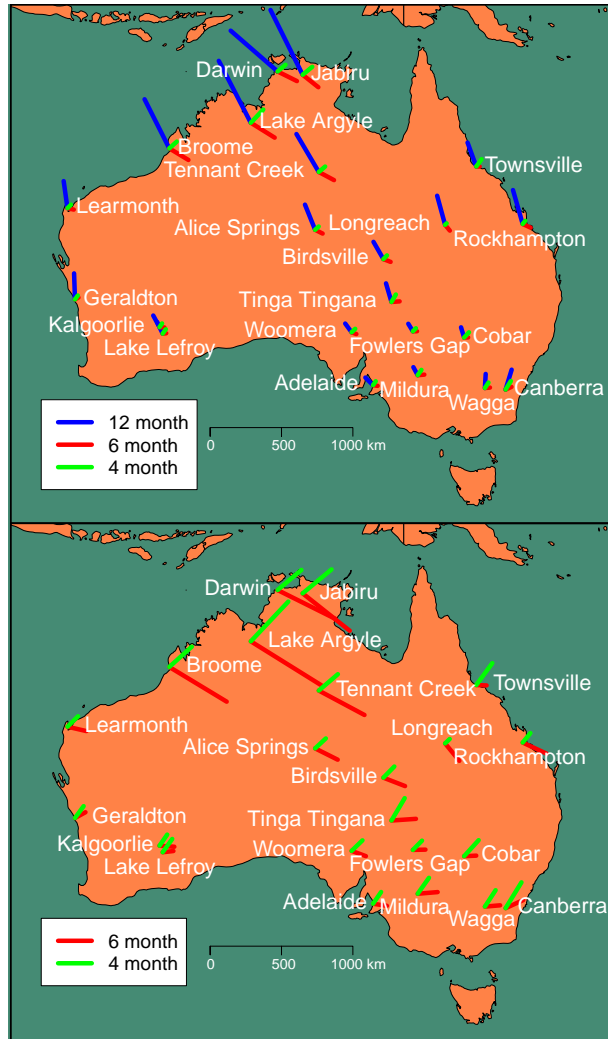 Darwin
Jabiru
Lake Argyle
Broome
Tennant Creek
Townsville
Learmonth
Alice Springs
Longreach
Rockhampton
Birdsville
Geraldton
Tinga Tingana
Kalgoorlie
Woomera
Cobar
Lake Lefroy
Fowlers Gap
Adelaide
Mildura
Wagga
Canberra
12 month
6 month
4 month
0 500 1000 km
Darwin
Jabiru
Lake Argyle
Broome
Tennant Creek
Townsville
Learmonth
Longreach
Alice Springs
Rockhampton
Birdsville
Geraldton
Tinga Tingana
Kalgoorlie
Woomera
Cobar
Lake Lefroy
Fowlers Gap
Adelaide
Mildura
Wagga
Canberra
6 month
4 month
0 500 1000 km